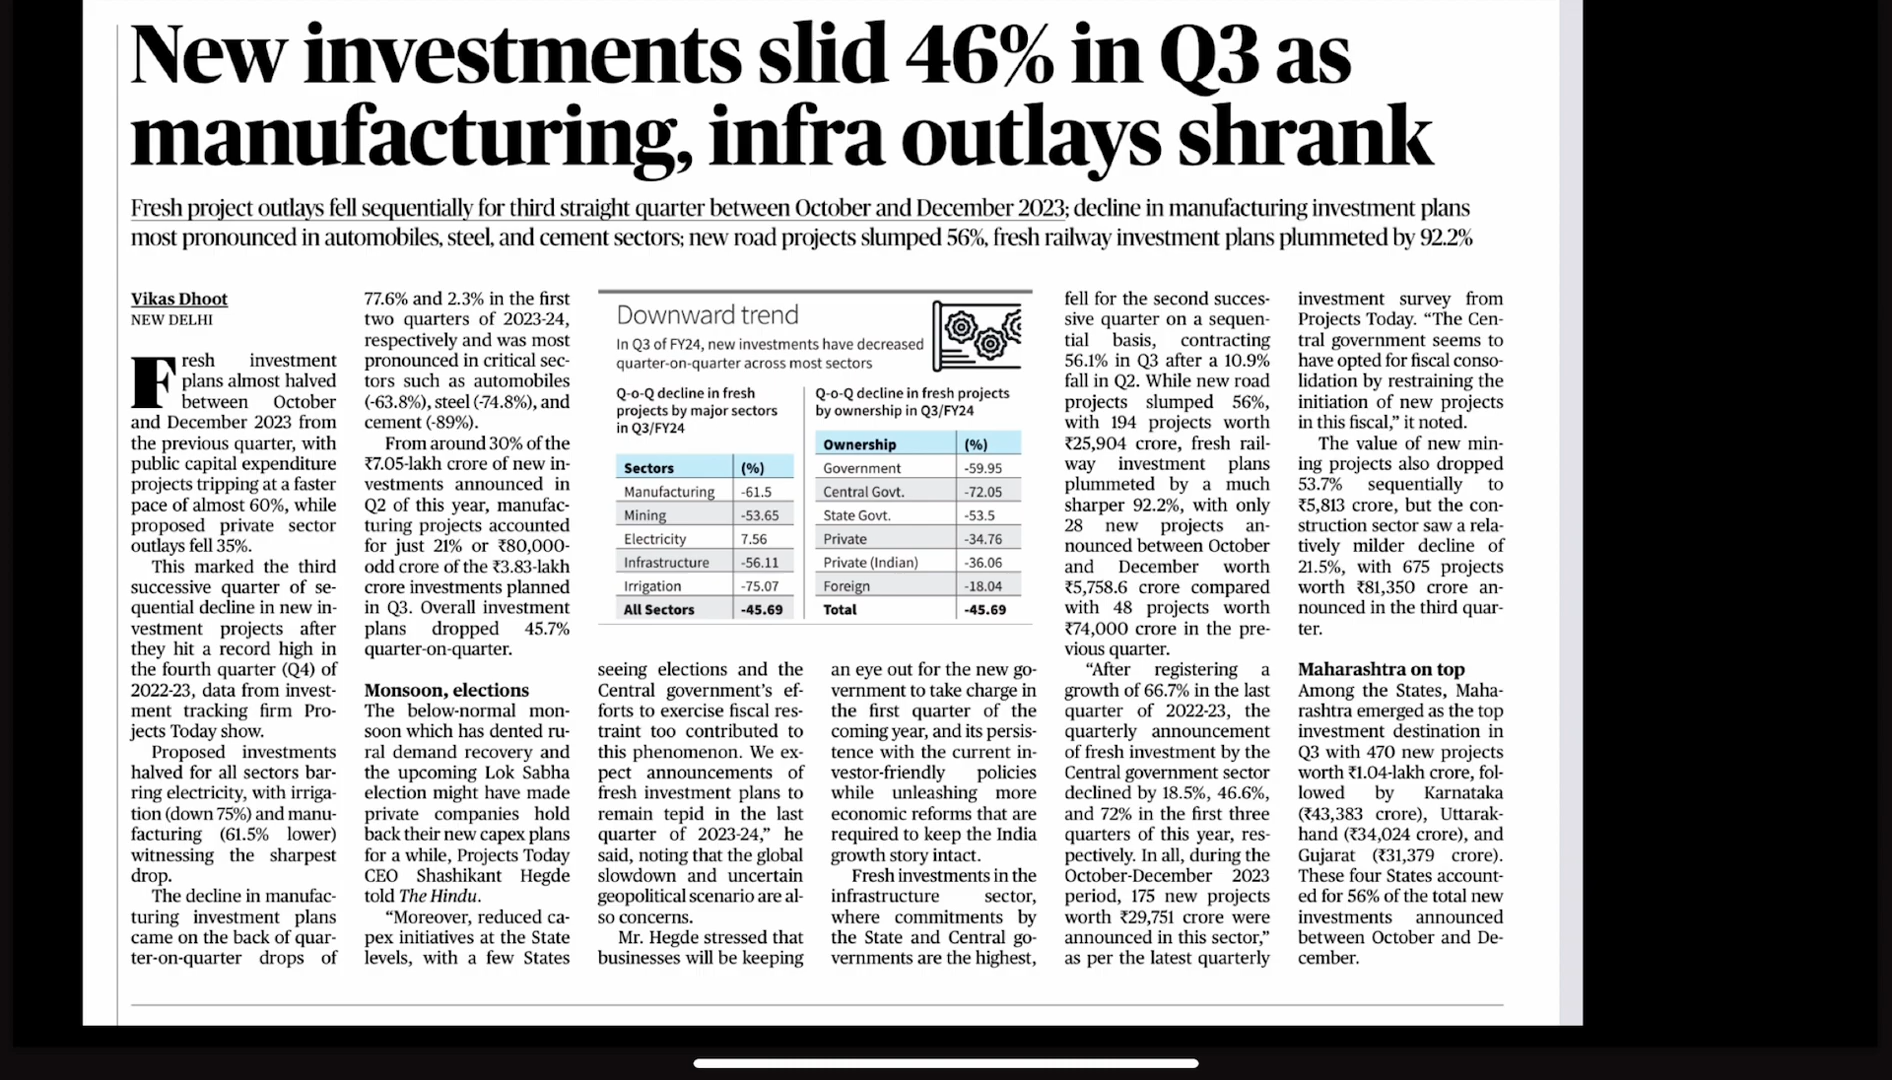 New investments slid 46% in Q3 as
manufacturing, infra outlays shrank
Fresh project outlays fell sequentially for third straight quarter between October and December 2023; decline in manufacturing investment plans
most pronounced in automobiles, steel, and cement sectors; new road projects slumped 56%, fresh railway investment plans plummeted by 92.2%
Vikas Dhoot
NEW DELHI
Fresh investment
plans almost halved
between October
and December 2023 from
the previous quarter, with
public capital expenditure
projects tripping at a faster
pace of almost 60%, while
proposed private sector
outlays fell 35%.
This marked the third
successive quarter of se-
quential decline in new in-
vestment projects after
they hit a record high in
the fourth quarter (Q4) of
2022-23, data from invest-
ment tracking firm Pro-
jects Today show.
Proposed investments
halved for all sectors bar-
ring electricity, with irriga-
tion (down 75%) and manu-
facturing (61.5% lower)
witnessing the sharpest
drop.
The decline in manufac-
turing investment plans
came on the back of quar-
ter-on-quarter drops of
77.6% and 2.3% in the first
two quarters of 2023-24,
respectively and was most
pronounced in critical sec-
tors such as automobiles
(-63.8%), steel (-74.8%), and
cement (-89%).
From around 30% of the
₹7.05-lakh crore of new in-
vestments announced in
Q2 of this year, manufac-
turing projects accounted
for just 21% or ₹80,000-
odd crore of the ₹3.83-lakh
crore investments planned
in Q3. Overall investment
plans dropped 45.7%
quarter-on-quarter.
Monsoon, elections
The below-normal mon-
soon which has dented ru-
ral demand recovery and
the upcoming Lok Sabha
election might have made
private companies hold
back their new capex plans
for a while, Projects Today
CEO Shashikant Hegde
told The Hindu.
“Moreover, reduced ca-
pex initiatives at the State
levels, with a few States
Downward trend
In Q3 of FY24, new investments have decreased
quarter-on-quarter across most sectors
Q-o-Q decline in fresh
projects by major sectors
in Q3/FY24
Sectors (%)
Manufacturing -61.5
Mining -53.65
Electricity 7.56
Infrastructure -56.11
Irrigation -75.07
All Sectors -45.69
Q-o-Q decline in fresh projects
by ownership in Q3/FY24
Ownership (%)
Government -59.95
Central Govt. -72.05
State Govt. -53.5
Private -34.76
Private (Indian) -36.06
Foreign -18.04
Total -45.69
seeing elections and the
Central government’s ef-
forts to exercise fiscal res-
traint too contributed to
this phenomenon. We ex-
pect announcements of
fresh investment plans to
remain tepid in the last
quarter of 2023-24,” he
said, noting that the global
slowdown and uncertain
geopolitical scenario are al-
so concerns.
Mr. Hegde stressed that
businesses will be keeping
an eye out for the new go-
vernment to take charge in
the first quarter of the
coming year, and its persis-
tence with the current in-
vestor-friendly policies
while unleashing more
economic reforms that are
required to keep the India
growth story intact.
Fresh investments in the
infrastructure sector,
where commitments by
the State and Central go-
vernments are the highest,
fell for the second succes-
sive quarter on a sequen-
tial basis, contracting
56.1% in Q3 after a 10.9%
fall in Q2. While new road
projects slumped 56%,
with 194 projects worth
₹25,904 crore, fresh rail-
way investment plans
plummeted by a much
sharper 92.2%, with only
28 new projects an-
nounced between October
and December worth
₹5,758.6 crore compared
with 48 projects worth
₹74,000 crore in the pre-
vious quarter.
“After registering a
growth of 66.7% in the last
quarter of 2022-23, the
quarterly announcement
of fresh investment by the
Central government sector
declined by 18.5%, 46.6%,
and 72% in the first three
quarters of this year, res-
pectively. In all, during the
October-December 2023
period, 175 new projects
worth ₹29,751 crore were
announced in this sector,”
as per the latest quarterly
investment survey from
Projects Today. “The Cen-
tral government seems to
have opted for fiscal conso-
lidation by restraining the
initiation of new projects
in this fiscal,” it noted.
The value of new min-
ing projects also dropped
53.7% sequentially to
₹5,813 crore, but the con-
struction sector saw a rela-
tively milder decline of
21.5%, with 675 projects
worth ₹81,350 crore an-
nounced in the third quar-
ter.
Maharashtra on top
Among the States, Maha-
rashtra emerged as the top
investment destination in
Q3 with 470 new projects
worth ₹1.04-lakh crore, fol-
lowed by Karnataka
(₹43,383 crore), Uttarak-
hand (₹34,024 crore), and
Gujarat (₹31,379 crore).
These four States account-
ed for 56% of the total new
investments announced
between October and De-
cember.